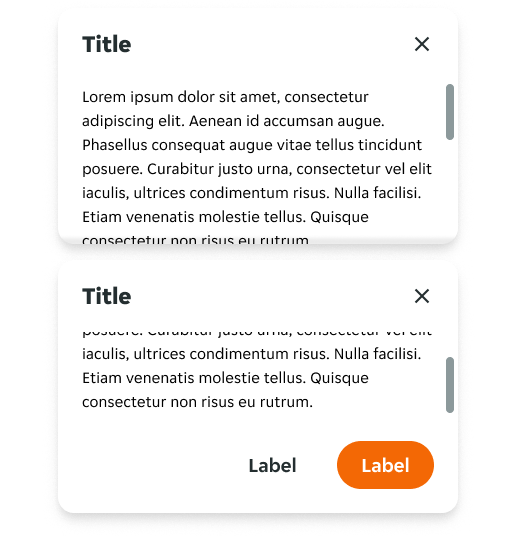 Title
Lorem ipsum dolor sit amet, consectetur
adipiscing elit. Aenean id accumsan augue.
Phasellus consequat augue vitae tellus tincidunt
posuere. Curabitur justo urna, consectetur vel elit
iaculis, ultrices condimentum risus. Nulla facilisi.
Etiam venenatis molestie tellus. Quisque
consectetur non risus eu rutrum.
Title
posuere. Curabitur justo urna, consectetur vel elit
iaculis, ultrices condimentum risus. Nulla facilisi.
Etiam venenatis molestie tellus. Quisque
consectetur non risus eu rutrum.
Label Label